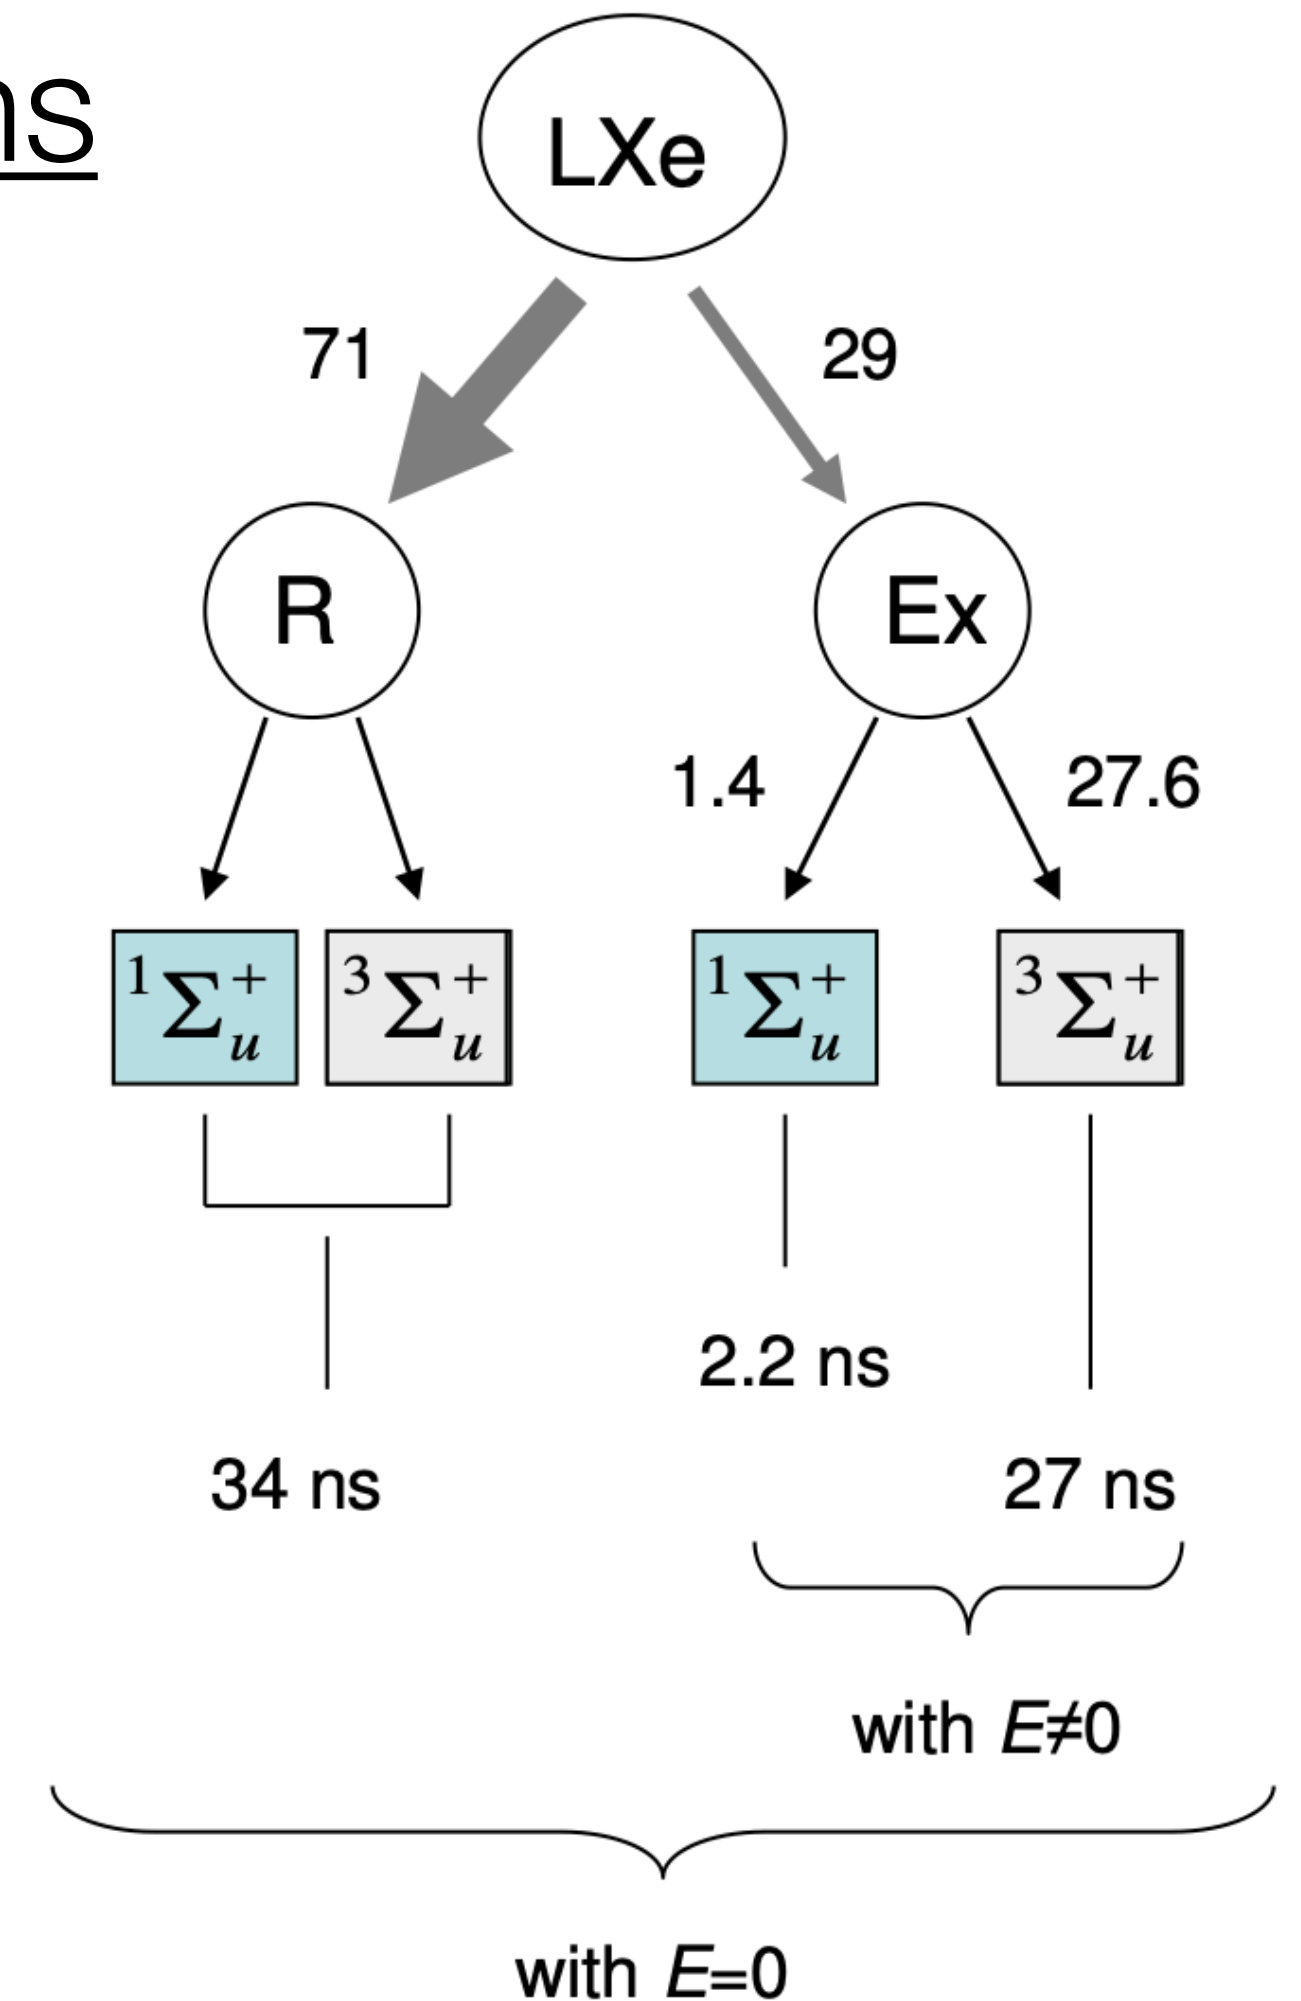 ns
LXe
71 29
R Ex
1.4 27.6
¹Σᵤ⁺ ³Σᵤ⁺ ¹Σᵤ⁺ ³Σᵤ⁺
2.2 ns
34 ns 27 ns
with E≠0
with E=0